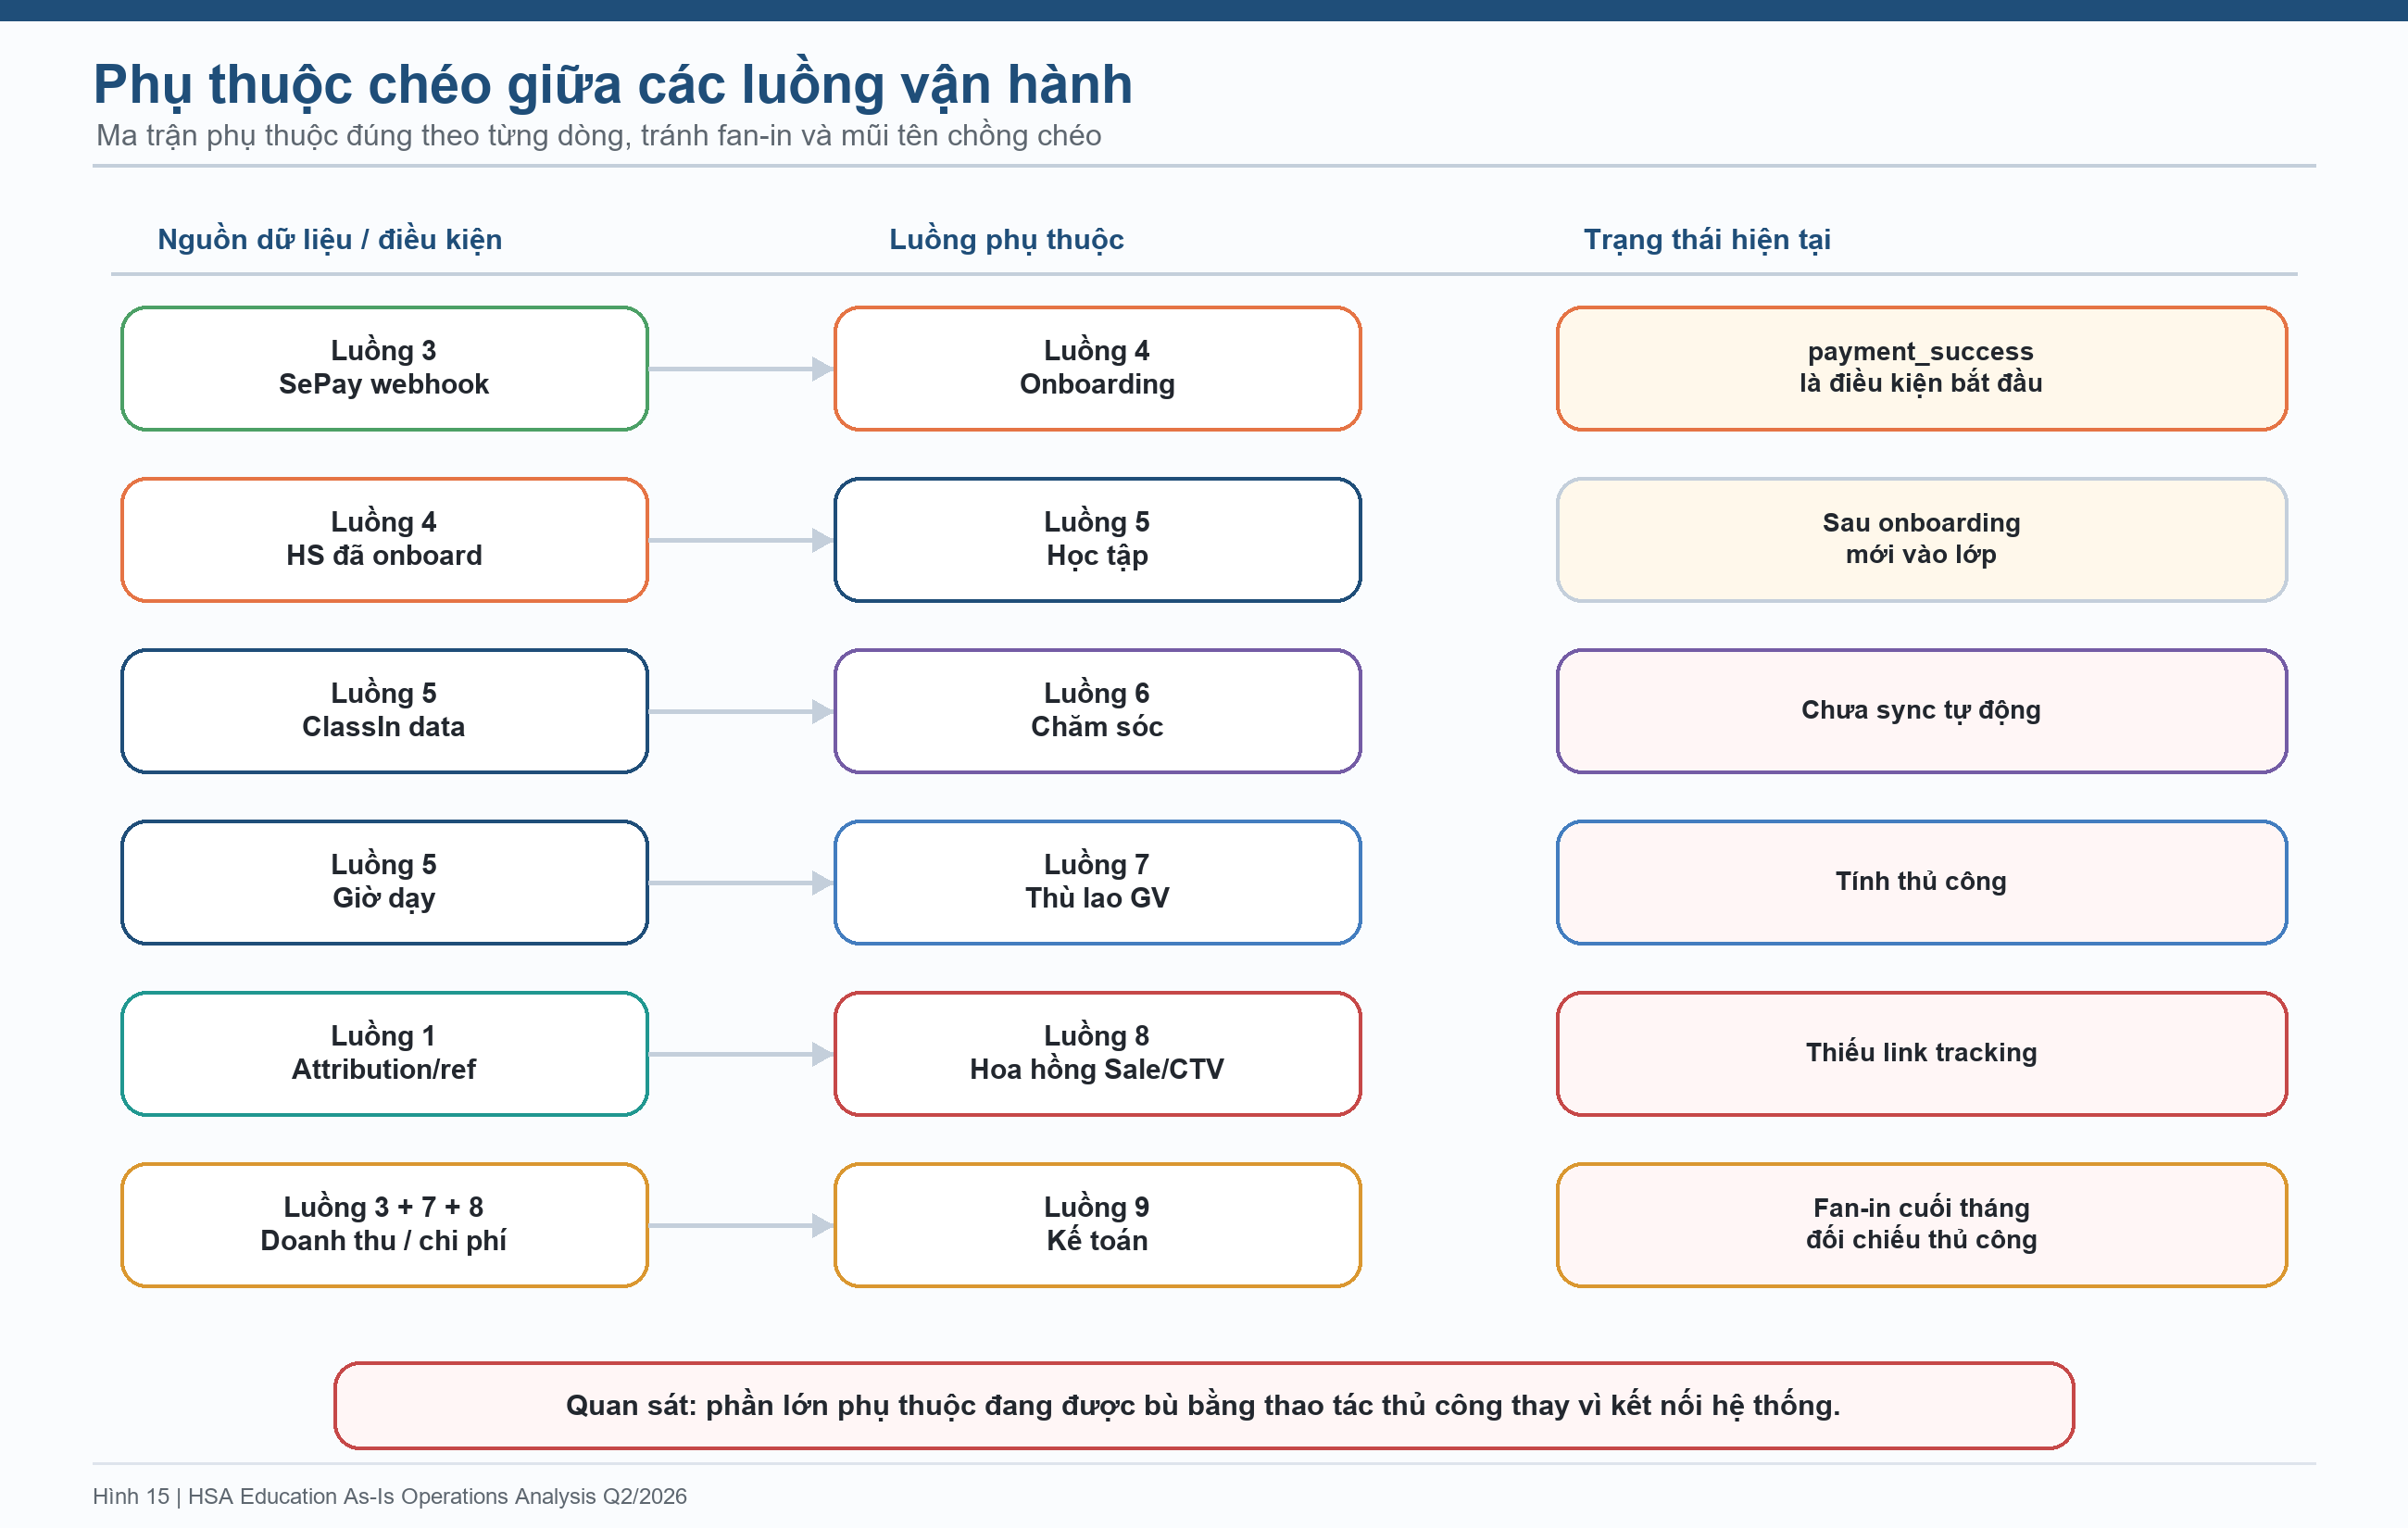 Phụ thuộc chéo giữa các luồng vận hành
Ma trận phụ thuộc đúng theo từng dòng, tránh fan-in và mũi tên chồng chéo
Nguồn dữ liệu / điều kiện
Luồng phụ thuộc
Trạng thái hiện tại
Luồng 3
SePay webhook
Luồng 4
Onboarding
payment_success
là điều kiện bắt đầu
Luồng 4
HS đã onboard
Luồng 5
Học tập
Sau onboarding
mới vào lớp
Luồng 5
ClassIn data
Luồng 6
Chăm sóc
Chưa sync tự động
Luồng 5
Giờ dạy
Luồng 7
Thù lao GV
Tính thủ công
Luồng 1
Attribution/ref
Luồng 8
Hoa hồng Sale/CTV
Thiếu link tracking
Luồng 3 + 7 + 8
Doanh thu / chi phí
Luồng 9
Kế toán
Fan-in cuối tháng
đối chiếu thủ công
Quan sát: phần lớn phụ thuộc đang được bù bằng thao tác thủ công thay vì kết nối hệ thống.
Hình 15 | HSA Education As-Is Operations Analysis Q2/2026